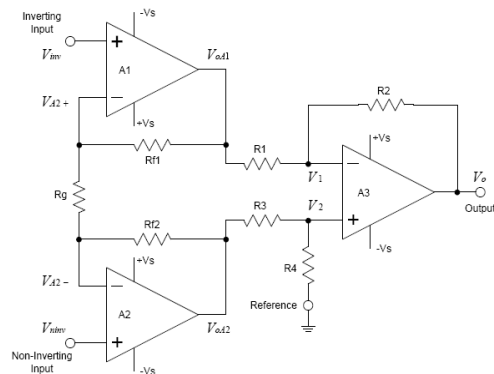 Inverting
Input
-Vs
V_inv
+
A1
V_oA1
V_A2 +
−
+Vs
Rf1
R1
R2
Rg
V_1
−
+Vs
A3
V_o
Output
Rf2
R3
V_2
+
-Vs
V_A2 −
−
+Vs
R4
A2
V_oA2
Reference
V_ninv
+
Non-Inverting
Input
-Vs